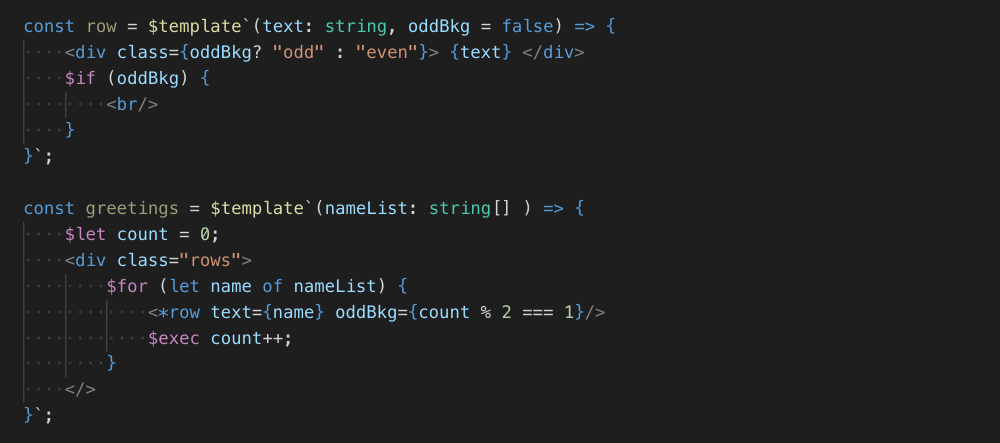 const row = $template`(text: string, oddBkg = false) => {
    <div class={oddBkg? "odd" : "even"}> {text} </div>
    $if (oddBkg) {
        <br/>
    }
}`;

const greetings = $template`(nameList: string[] ) => {
    $let count = 0;
    <div class="rows">
        $for (let name of nameList) {
            <*row text={name} oddBkg={count % 2 === 1}/>
            $exec count++;
        }
    </>
}`;